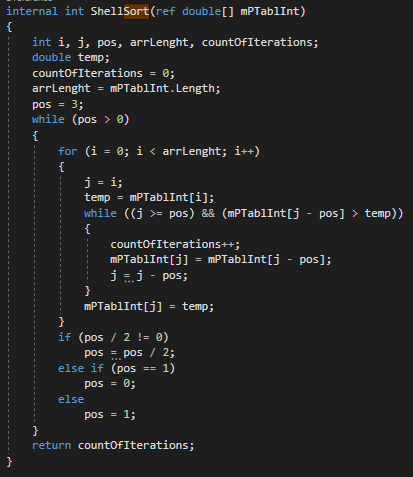 internal int ShellSort(ref double[] mPTablInt)
{
int i, j, pos, arrLenght, countOfIterations;
double temp;
countOfIterations = 0;
arrLenght = mPTablInt.Length;
pos = 3;
while (pos > 0)
{
for (i = 0; i < arrLenght; i++)
{
j = i;
temp = mPTablInt[i];
while ((j >= pos) && (mPTablInt[j - pos] > temp))
{
countOfIterations++;
mPTablInt[j] = mPTablInt[j - pos];
j = j - pos;
}
mPTablInt[j] = temp;
}
if (pos / 2 != 0)
pos = pos / 2;
else if (pos == 1)
pos = 0;
else
pos = 1;
}
return countOfIterations;
}